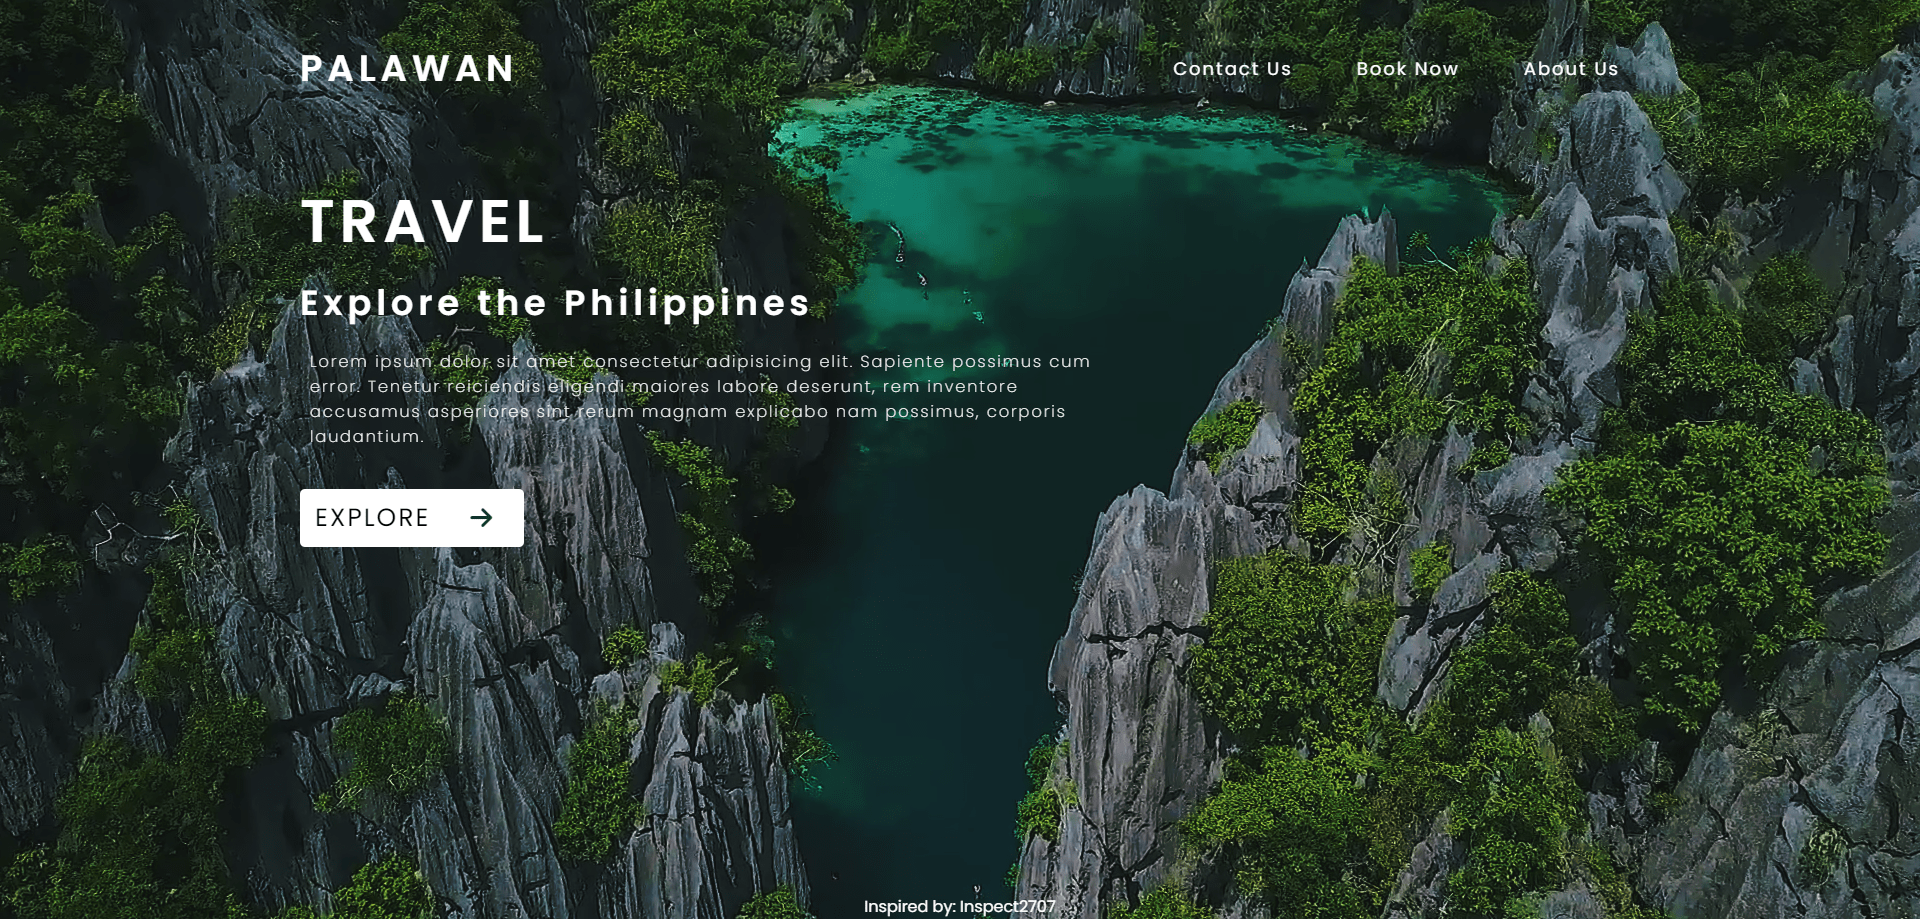 PALAWAN
Contact Us
Book Now
About Us
TRAVEL
Explore the Philippines
Lorem ipsum dolor sit amet consectetur adipisicing elit. Sapiente possimus cum
error. Tenetur reiciendis eligendi maiores labore deserunt, rem inventore
accusamus asperiores sint rerum magnam explicabo nam possimus, corporis
laudantium.
EXPLORE
Inspired by: Inspect2707